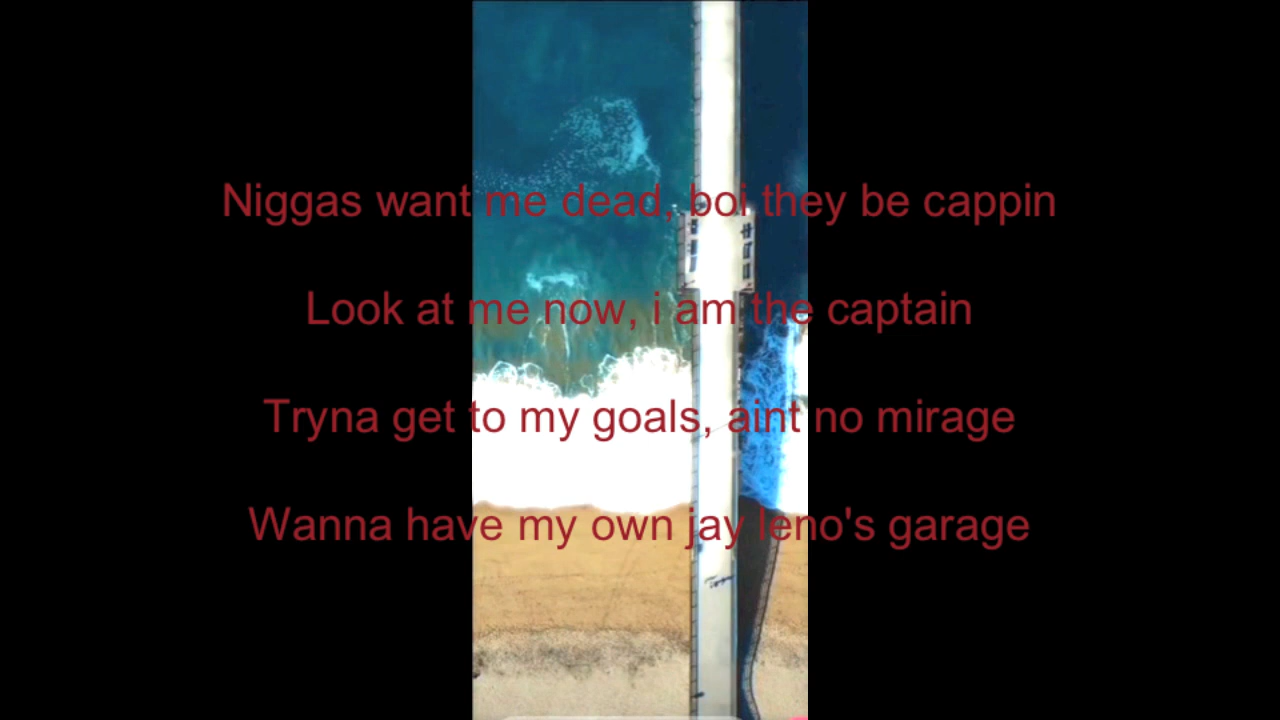 Niggas want me dead, boi they be cappin
Look at me now, i am the captain
Tryna get to my goals, aint no mirage
Wanna have my own jay leno's garage